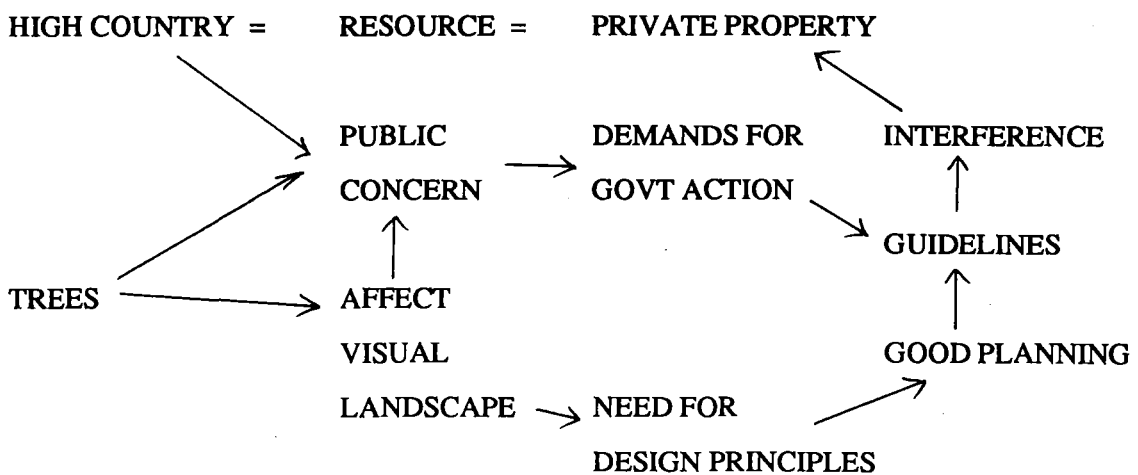 HIGH COUNTRY = RESOURCE = PRIVATE PROPERTY
PUBLIC DEMANDS FOR INTERFERENCE
CONCERN GOVT ACTION
GUIDELINES
TREES AFFECT
VISUAL GOOD PLANNING
LANDSCAPE NEED FOR
DESIGN PRINCIPLES